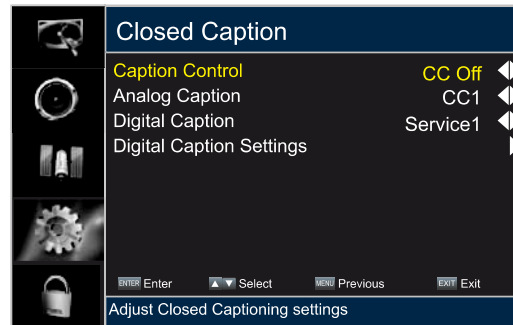 Closed Caption
Caption Control CC Off
Analog Caption CC1
Digital Caption Service1
Digital Caption Settings
ENTER Enter Select MENU Previous EXIT Exit
Adjust Closed Captioning settings